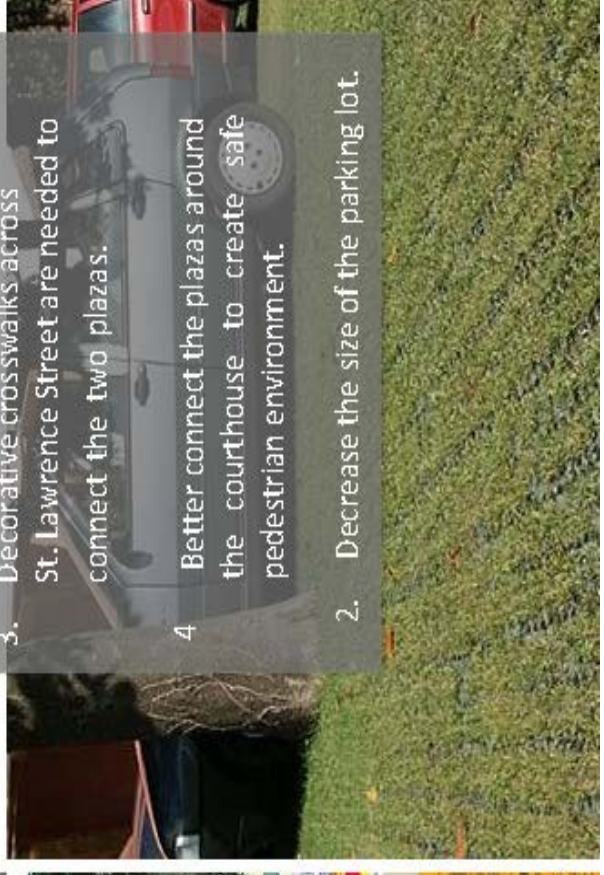 3. Decorative crosswalks across
St. Lawrence Street are needed to
connect the two plazas.
4 Better connect the plazas around
the courthouse to create safe
pedestrian environment.
2. Decrease the size of the parking lot.